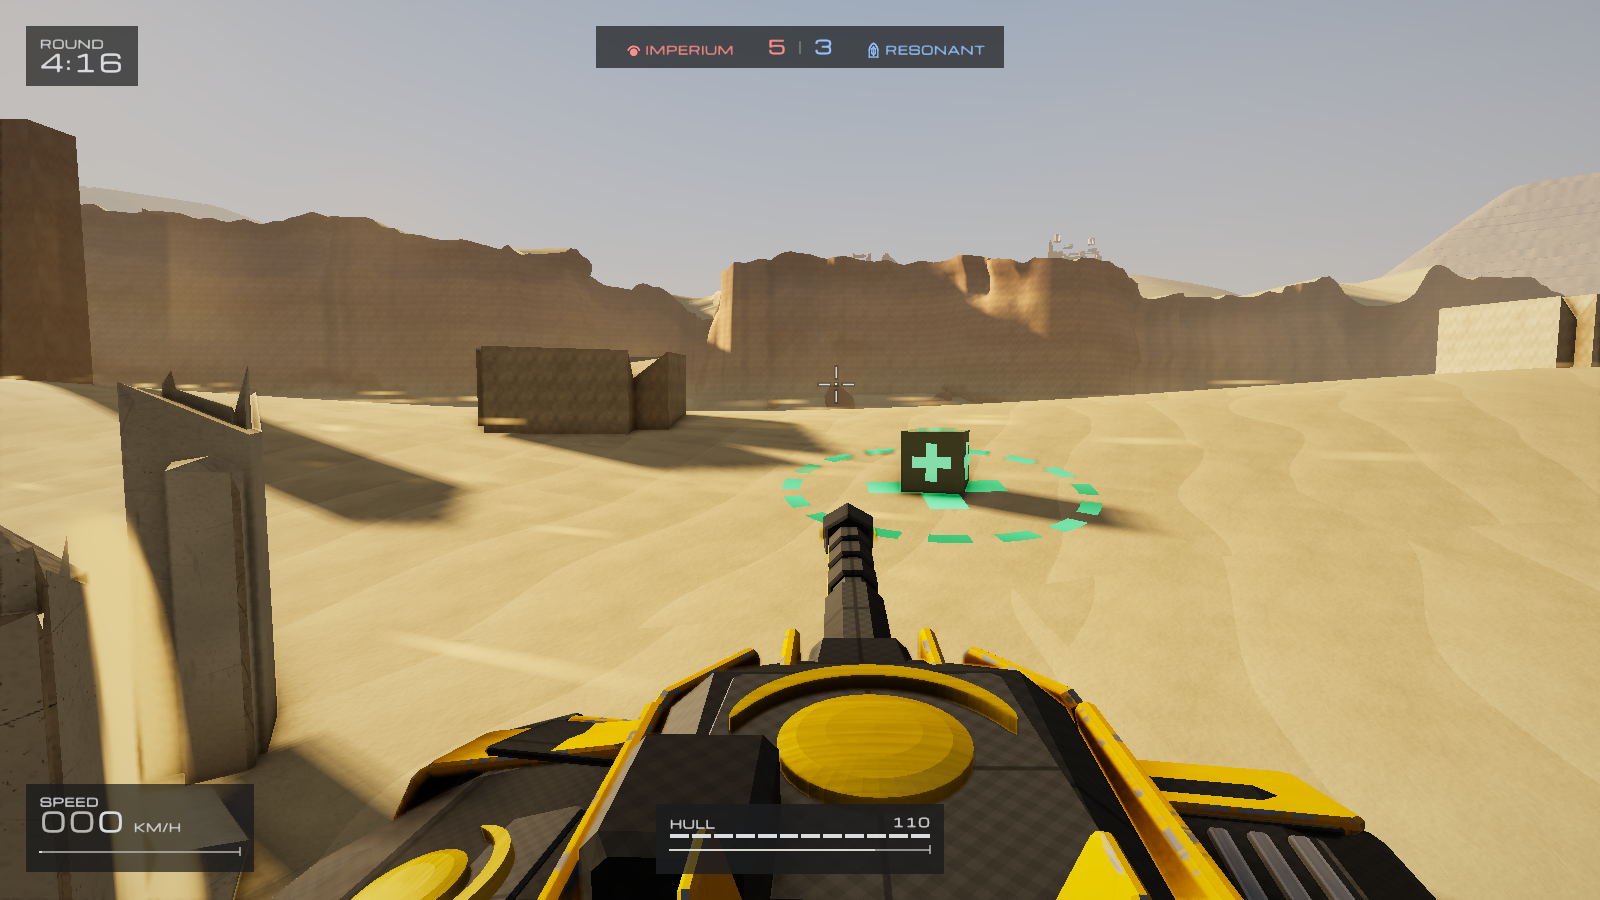 ROUND
4:16
IMPERIUM 5 | 3 RESONANT
SPEED
000 KM/H
HULL 110